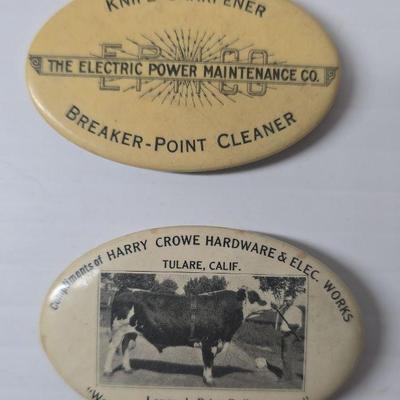 KNIFE SHARPENER
EPMCO
THE ELECTRIC POWER MAINTENANCE CO.
BREAKER-POINT CLEANER
Compliments of HARRY CROWE HARDWARE & ELEC. WORKS
TULARE, CALIF.